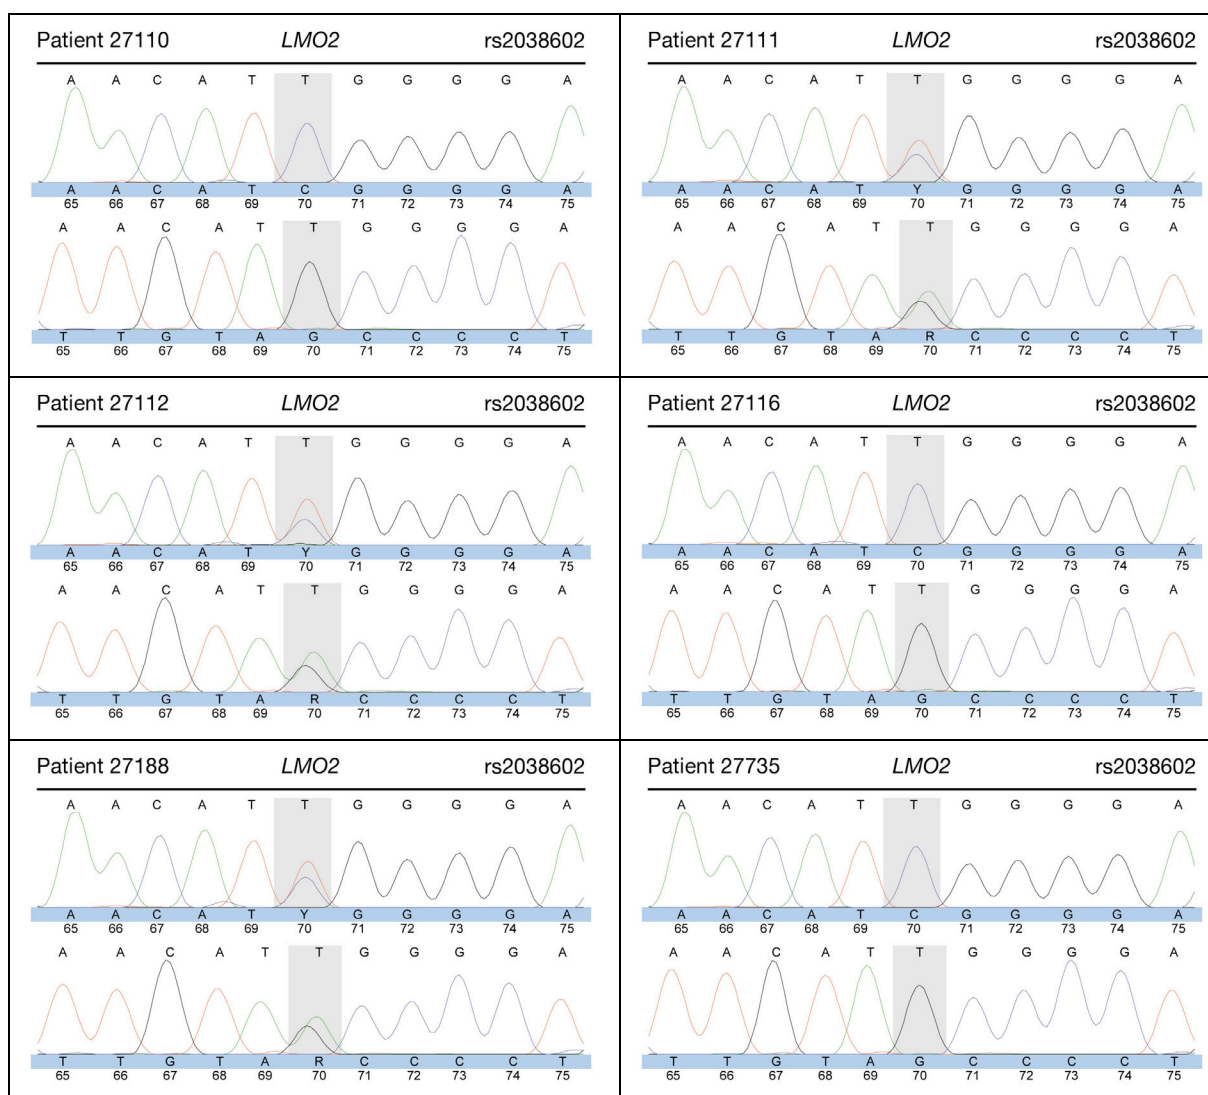 Patient 27110 LMO2 rs2038602
A A C A T T G G G G A
A A C A T C G G G G A
65 66 67 68 69 70 71 72 73 74 75
A A C A T T G G G G A
T T G T A G C C C C T
65 66 67 68 69 70 71 72 73 74 75
Patient 27111 LMO2 rs2038602
A A C A T T G G G G A
A A C A T Y G G G G A
65 66 67 68 69 70 71 72 73 74 75
A A C A T T G G G G A
T T G T A R C C C C T
65 66 67 68 69 70 71 72 73 74 75
Patient 27112 LMO2 rs2038602
A A C A T T G G G G A
A A C A T Y G G G G A
65 66 67 68 69 70 71 72 73 74 75
A A C A T T G G G G A
T T G T A R C C C C T
65 66 67 68 69 70 71 72 73 74 75
Patient 27116 LMO2 rs2038602
A A C A T T G G G G A
A A C A T C G G G G A
65 66 67 68 69 70 71 72 73 74 75
A A C A T T G G G G A
T T G T A G C C C C T
65 66 67 68 69 70 71 72 73 74 75
Patient 27188 LMO2 rs2038602
A A C A T T G G G G A
A A C A T Y G G G G A
65 66 67 68 69 70 71 72 73 74 75
A A C A T T G G G G A
T T G T A R C C C C T
65 66 67 68 69 70 71 72 73 74 75
Patient 27735 LMO2 rs2038602
A A C A T T G G G G A
A A C A T C G G G G A
65 66 67 68 69 70 71 72 73 74 75
A A C A T T G G G G A
T T G T A G C C C C T
65 66 67 68 69 70 71 72 73 74 75